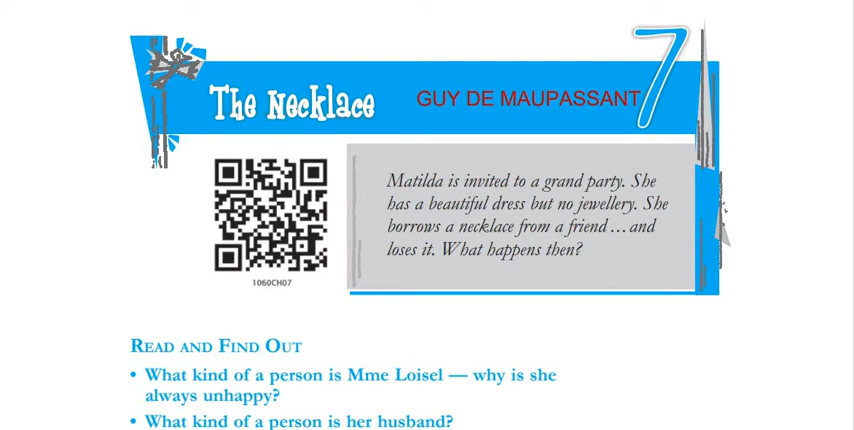 7
The Necklace
GUY DE MAUPASSANT
Matilda is invited to a grand party. She
has a beautiful dress but no jewellery. She
borrows a necklace from a friend ... and
loses it. What happens then?
1060CH07
READ AND FIND OUT
• What kind of a person is Mme Loisel — why is she
always unhappy?
• What kind of a person is her husband?